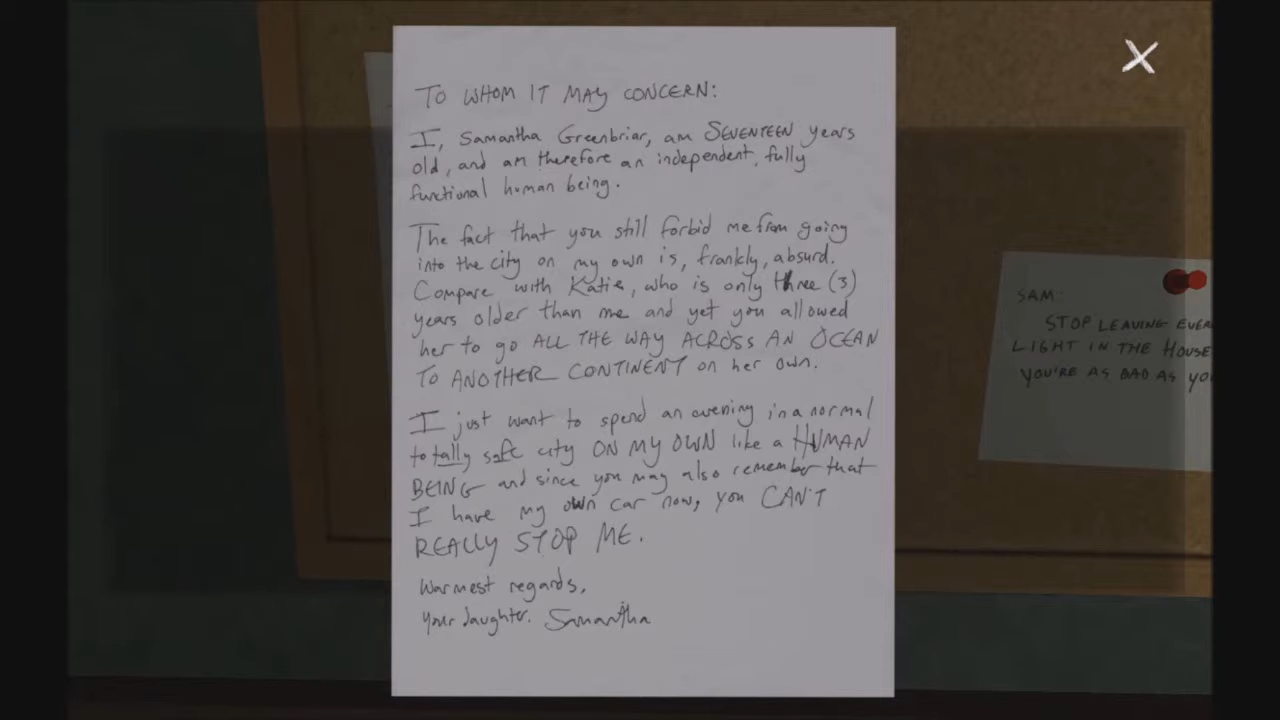 TO WHOM IT MAY CONCERN:
I, Samantha Greenbriar, am SEVENTEEN years
old, and am therefore an independent, fully
functional human being.
The fact that you still forbid me from going
into the city on my own is, frankly, absurd.
Compare with Katie, who is only three (3)
years older than me and yet you allowed
her to go ALL THE WAY ACROSS AN OCEAN
TO ANOTHER CONTINENT on her own.
I just want to spend an evening in a normal
totally safe city ON MY OWN like a HUMAN
BEING and since you may also remember that
I have my own car now, you CAN'T
REALLY STOP ME.
Warmest regards,
Your daughter. Samantha
SAM:
STOP LEAVING
LIGHT IN THE HOUSE
YOU'RE AS BAD AS